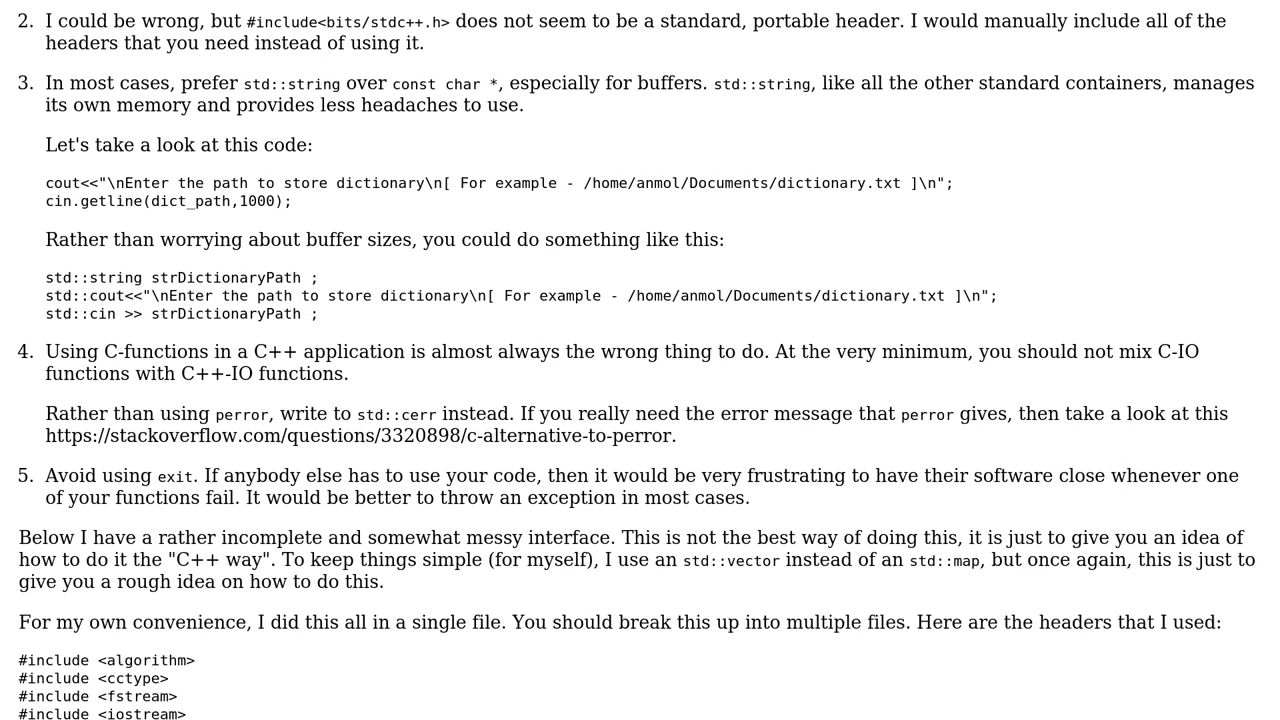 2. I could be wrong, but #include<bits/stdc++.h> does not seem to be a standard, portable header. I would manually include all of the
headers that you need instead of using it.
3. In most cases, prefer std::string over const char *, especially for buffers. std::string, like all the other standard containers, manages
its own memory and provides less headaches to use.
Let's take a look at this code:
cout<<"\nEnter the path to store dictionary\n[ For example - /home/anmol/Documents/dictionary.txt ]\n";
cin.getline(dict_path,1000);
Rather than worrying about buffer sizes, you could do something like this:
std::string strDictionaryPath ;
std::cout<<"\nEnter the path to store dictionary\n[ For example - /home/anmol/Documents/dictionary.txt ]\n";
std::cin >> strDictionaryPath ;
4. Using C-functions in a C++ application is almost always the wrong thing to do. At the very minimum, you should not mix C-IO
functions with C++-IO functions.
Rather than using perror, write to std::cerr instead. If you really need the error message that perror gives, then take a look at this
https://stackoverflow.com/questions/3320898/c-alternative-to-perror.
5. Avoid using exit. If anybody else has to use your code, then it would be very frustrating to have their software close whenever one
of your functions fail. It would be better to throw an exception in most cases.
Below I have a rather incomplete and somewhat messy interface. This is not the best way of doing this, it is just to give you an idea of
how to do it the "C++ way". To keep things simple (for myself), I use an std::vector instead of an std::map, but once again, this is just to
give you a rough idea on how to do this.
For my own convenience, I did this all in a single file. You should break this up into multiple files. Here are the headers that I used:
#include <algorithm>
#include <cctype>
#include <fstream>
#include <iostream>